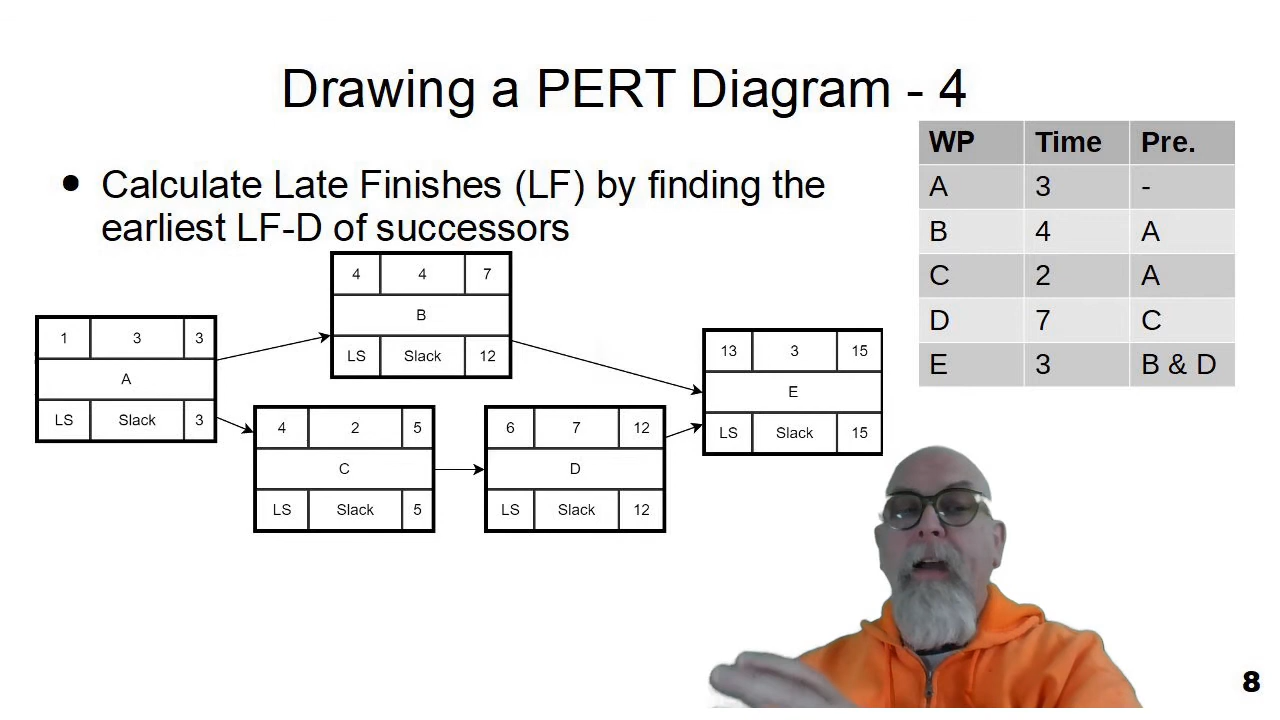 Drawing a PERT Diagram - 4
• Calculate Late Finishes (LF) by finding the
earliest LF-D of successors
WP Time Pre.
A 3 -
B 4 A
C 2 A
D 7 C
E 3 B & D
1 3 3
A
LS Slack 3
4 4 7
B
LS Slack 12
4 2 5
C
LS Slack 5
6 7 12
D
LS Slack 12
13 3 15
E
LS Slack 15
8